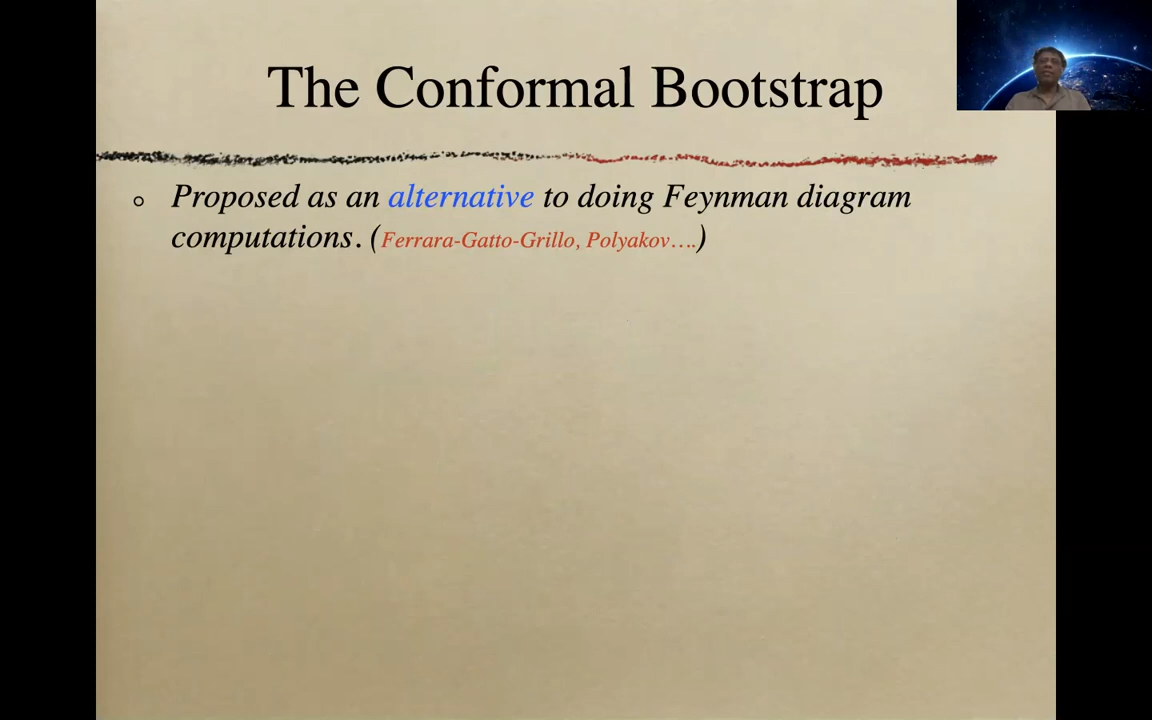 The Conformal Bootstrap
Proposed as an alternative to doing Feynman diagram
computations. (Ferrara-Gatto-Grillo, Polyakov….)